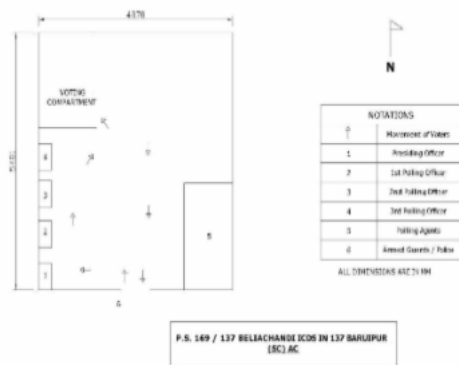 4370
VOTING
COMPARTMENT
N
NOTATIONS
Movement of Voters
1 Presiding Officer
2 1st Polling Officer
3 2nd Polling Officer
4 3rd Polling Officer
5 Polling Agents
6 Armed Guards / Police
4
3
2
1
5
6
ALL DIMENSIONS ARE IN MM
P.S. 169 / 137 BELIACHANDI ICDS IN 137 BARUIPUR
(SC) AC